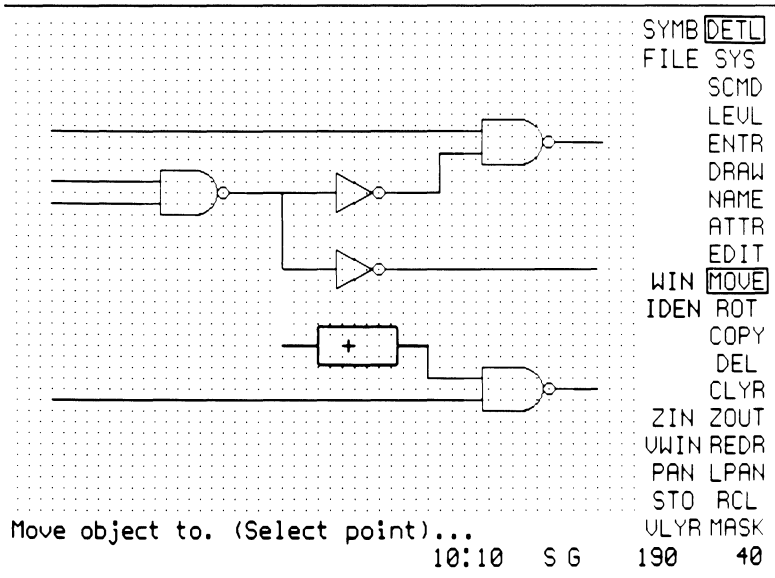 SYMB DETL
FILE SYS
SCMD
LEVL
ENTR
DRAW
NAME
ATTR
EDIT
WIN MOVE
IDEN ROT
COPY
DEL
CLYR
ZIN ZOUT
VWIN REDR
PAN LPAN
STO RCL
VLYR MASK
Move object to. (Select point)...
10:10 S G 190 40